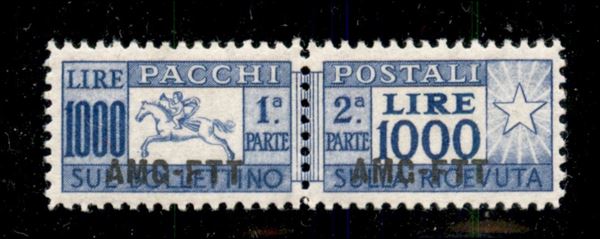 LIRE PACCHI
1000 1ª
PARTE
AMG-FTT
SUL BOLLETTINO
POSTALI
2ª LIRE
PARTE 1000
AMG-FTT
SULLA RICEVUTA